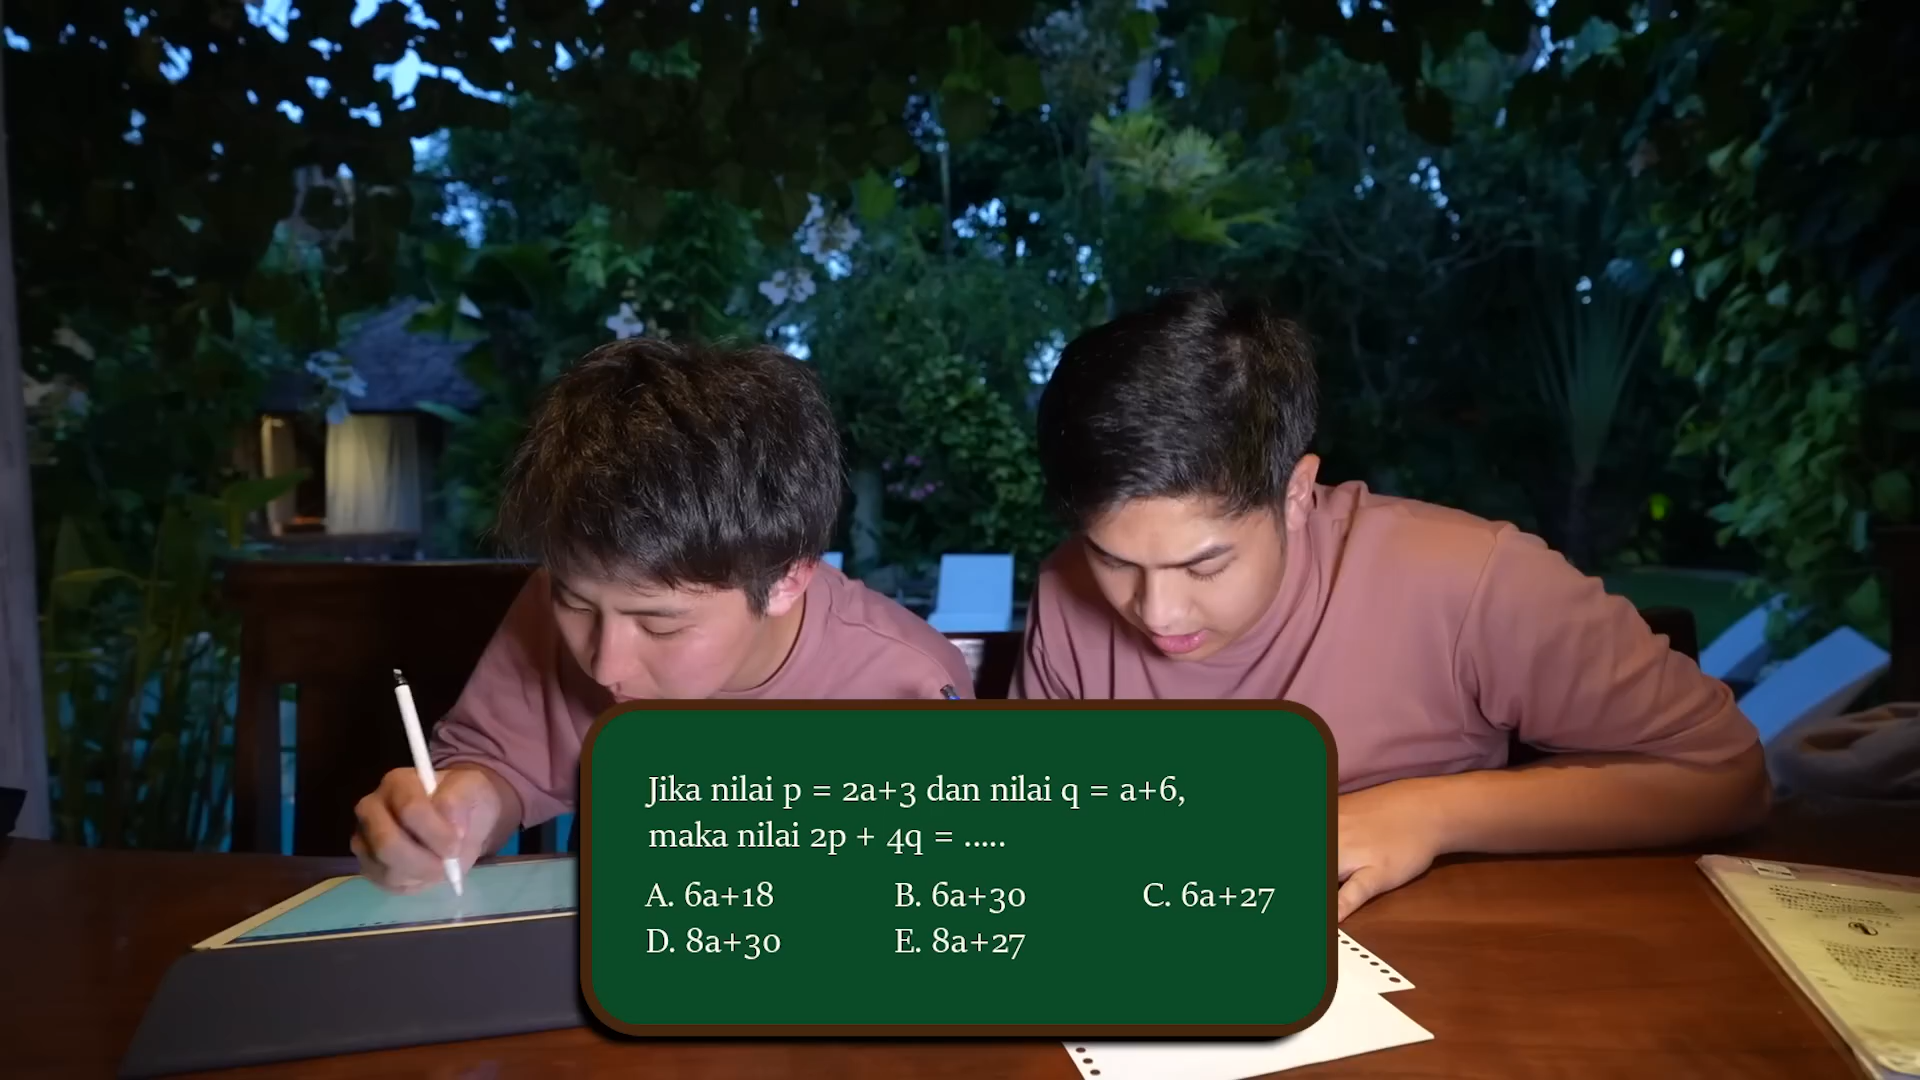 Jika nilai p = 2a+3 dan nilai q = a+6,
maka nilai 2p + 4q = .....
A. 6a+18 B. 6a+30 C. 6a+27
D. 8a+30 E. 8a+27